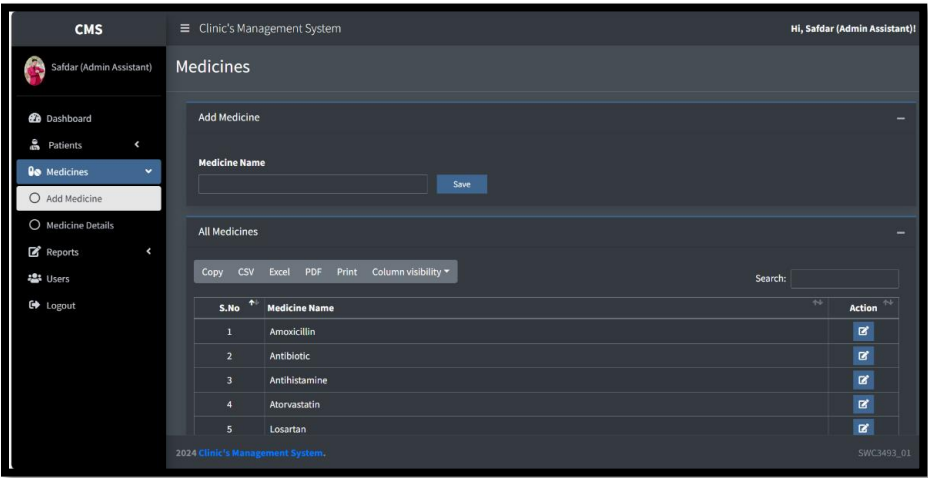 CMS
Clinic's Management System
Hi, Safdar (Admin Assistant)!
Safdar (Admin Assistant)
Medicines
Dashboard
Patients
Medicines
Add Medicine
Medicine Details
Reports
Users
Logout
Add Medicine
Medicine Name
Save
All Medicines
Copy CSV Excel PDF Print Column visibility
Search:
S.No Medicine Name Action
1 Amoxicillin
2 Antibiotic
3 Antihistamine
4 Atorvastatin
5 Losartan
2024 Clinic's Management System.
SWC3493_01